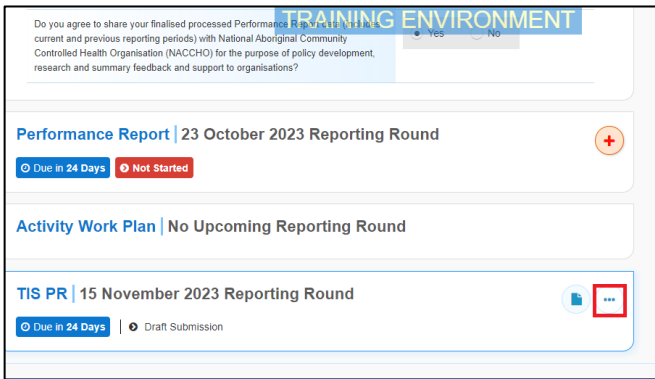 TRAINING ENVIRONMENT
Do you agree to share your finalised processed Performance Report data (includes
current and previous reporting periods) with National Aboriginal Community
Controlled Health Organisation (NACCHO) for the purpose of policy development,
research and summary feedback and support to organisations?
Yes No
Performance Report | 23 October 2023 Reporting Round
Due in 24 Days Not Started
Activity Work Plan | No Upcoming Reporting Round
TIS PR | 15 November 2023 Reporting Round
Due in 24 Days | Draft Submission